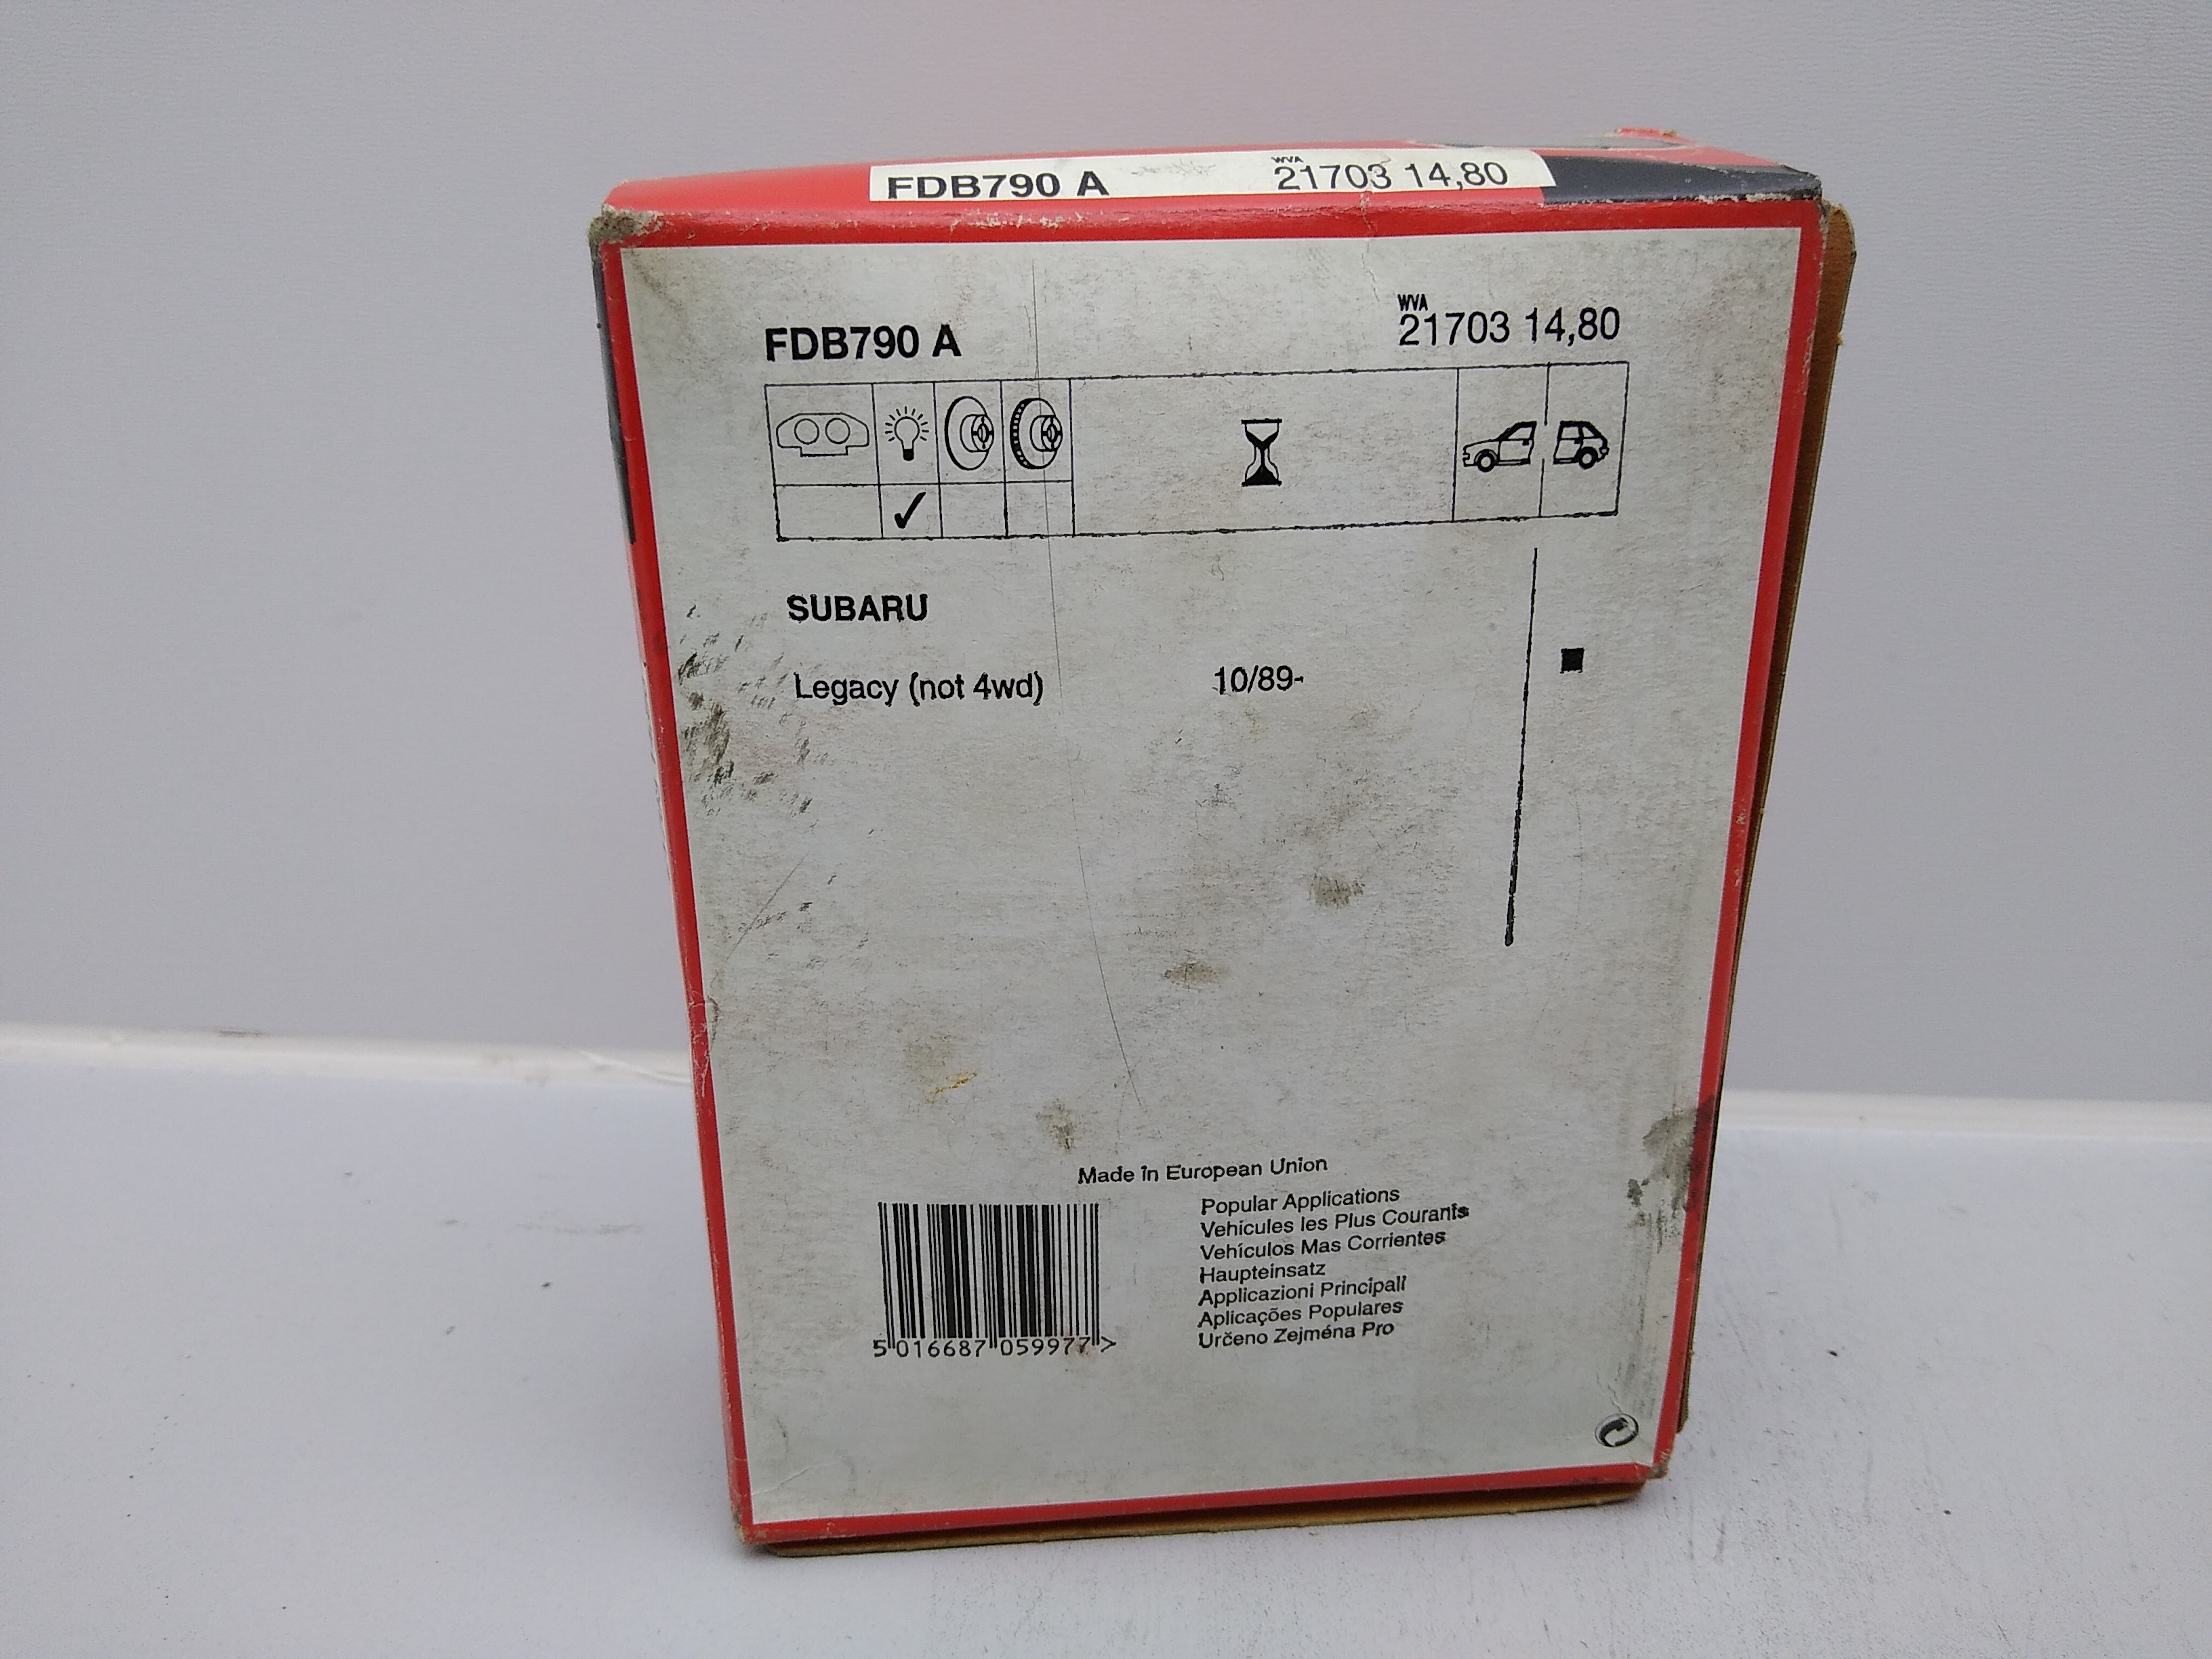 FDB790 A WVA 21703 14,80
FDB790 A WVA 21703 14,80
SUBARU
Legacy (not 4wd) 10/89-
Made in European Union
Popular Applications
Vehícules les Plus Courants
Vehículos Mas Corrientes
Haupteinsatz
Applicazioni Principali
Aplicações Populares
Určeno Zejména Pro
5 016687 059977 >